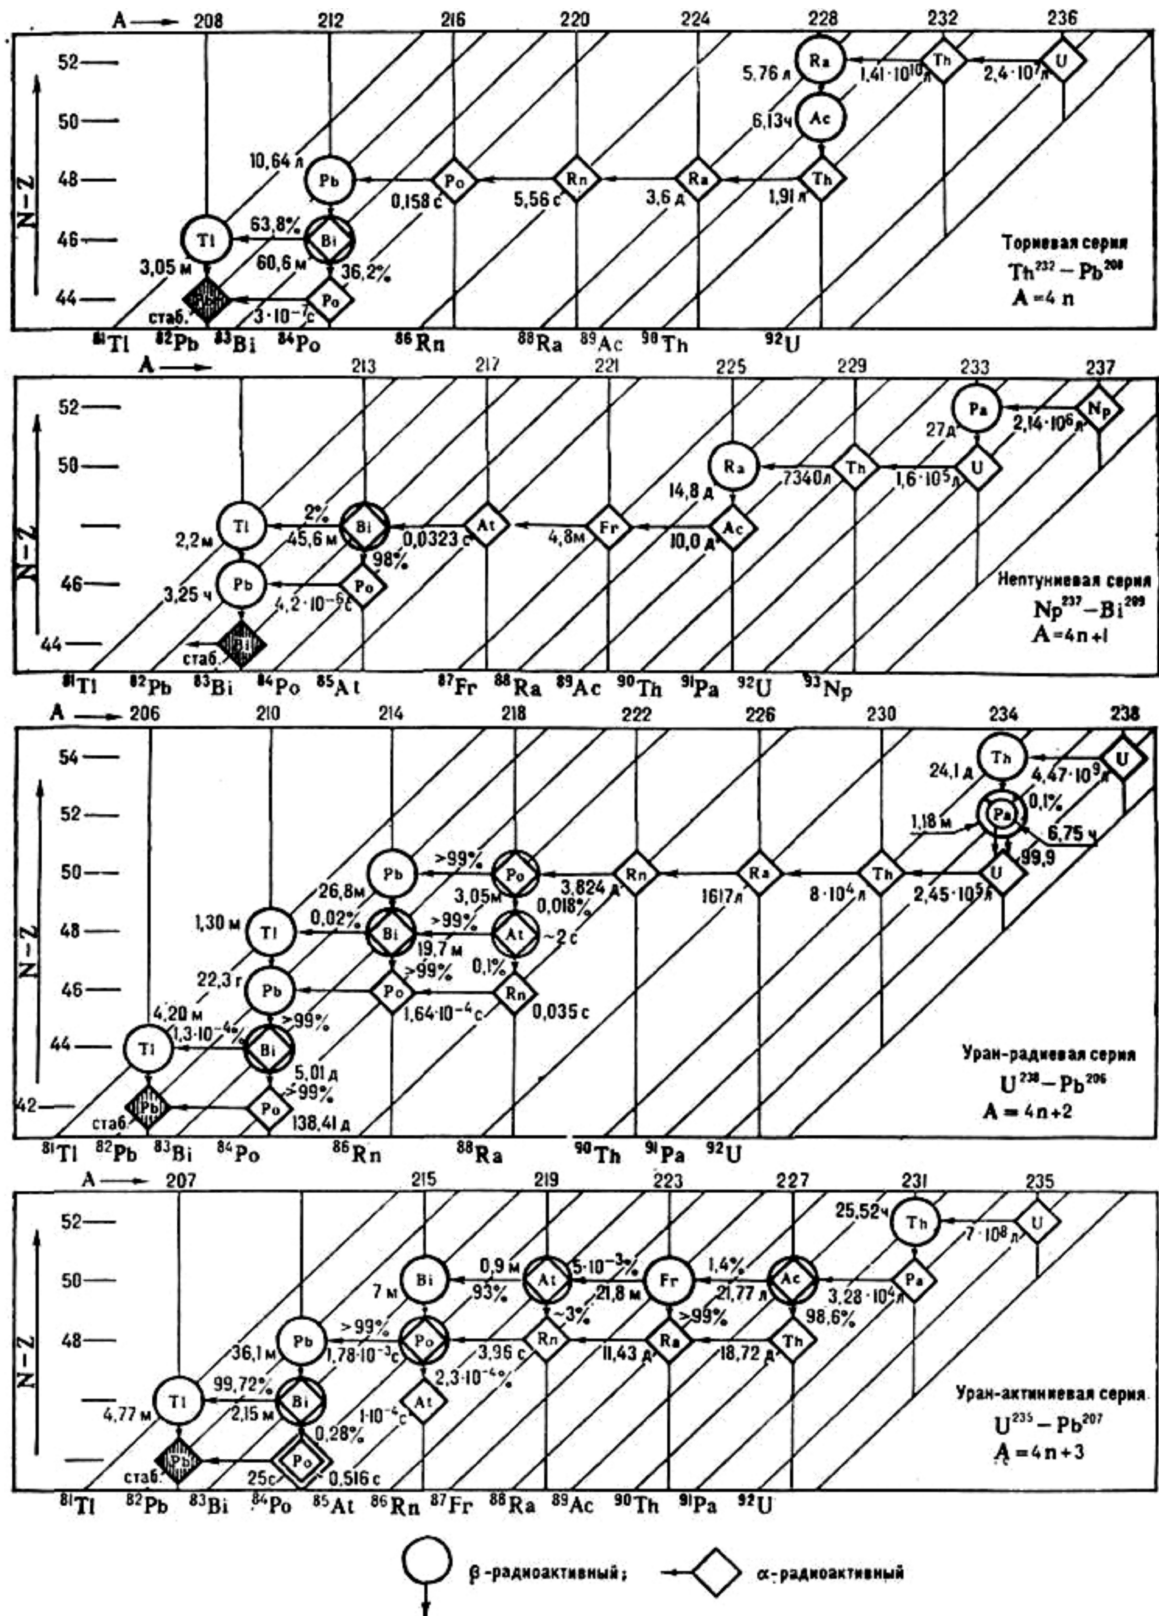 A 208 212 216 220 224 228 232 236
52 Ra Th U
5.76 л 1,41·10¹⁰ л 2,4·10⁷ л
50 Ac
6,13ч
10,64 л
48 Pb Po Rn Ra Th
0,158 с 5,56 с 3,6 д 1,91 л
N–Z
63,8%
46 Tl Bi
3,05 м 60,6 м 36,2%
Ториевая серия
Th²³² – Pb²⁰⁸
A = 4 n
44 Po
стаб. 3·10⁻⁷ с
⁸¹Tl ⁸²Pb ⁸³Bi ⁸⁴Po ⁸⁶Rn ⁸⁸Ra ⁸⁹Ac ⁹⁰Th ⁹²U
A 213 217 221 225 229 233 237
52 Pa Np
27д 2,14·10⁶ л
50 Ra Th U
14,8 д 7340л 1,6·10⁵ л
N–Z
2%
Tl Bi At Fr Ac
2,2м 45,6 м 0,0323 с 4,8м 10,0 д
98%
46 Pb Po
3,25 ч 4,2·10⁻⁶с
Нептуниевая серия
Np²³⁷ – Bi²⁰⁹
A = 4n+1
44 Bi
стаб.
⁸¹Tl ⁸²Pb ⁸³Bi ⁸⁴Po ⁸⁵At ⁸⁷Fr ⁸⁸Ra ⁸⁹Ac ⁹⁰Th ⁹¹Pa ⁹²U ⁹³Np
A 206 210 214 218 222 226 230 234 238
54 Th U
24,1 д 4,47·10⁹ л
0,1%
52 Pa
1,18 м 6,75 ч
>99% 99,9
50 Pb Po Rn Ra Th U
26,8м 3,05м 3,824 д 1617л 8·10⁴ л 2,45·10⁵ л
0,018%
1,30 м 0,02% >99%
48 Tl Bi At ~2 с
19,7 м
N–Z
22,3 г >99% 0,1%
46 Pb Po Rn
1,64·10⁻⁴ с 0,035 с
4,20 м
1,3·10⁻⁴% >99%
44 Tl Bi
5,01 д
>99%
Уран-радиевая серия
U²³⁸ – Pb²⁰⁶
A = 4n+2
42 Pb Po
стаб. 138,41 д
⁸¹Tl ⁸²Pb ⁸³Bi ⁸⁴Po ⁸⁶Rn ⁸⁸Ra ⁹⁰Th ⁹¹Pa ⁹²U
A 207 215 219 223 227 231 235
52 25,52ч Th U
7·10⁸ л
0,9 м 5·10⁻³% 1,4%
50 Bi At Fr Ac Pa
7 м 93% 21,8 м 21,77 л 3,28·10⁴л
>99% ~3% >99% 98,6%
48 Pb Po Rn Ra Th
36,1 м 1,78·10⁻³с 3,96 с 11,43 д 18,72 д
N–Z
99,72% 2,3·10⁻⁴%
Tl Bi At
4,77 м 2,15 м 1·10⁻⁴с
0,28%
Уран-актиниевая серия
U²³⁵ – Pb²⁰⁷
A = 4n+3
Pb Po
стаб. 25с 0,516 с
⁸¹Tl ⁸²Pb ⁸³Bi ⁸⁴Po ⁸⁵At ⁸⁶Rn ⁸⁷Fr ⁸⁸Ra ⁸⁹Ac ⁹⁰Th ⁹¹Pa ⁹²U
β-радиоактивный; α-радиоактивный